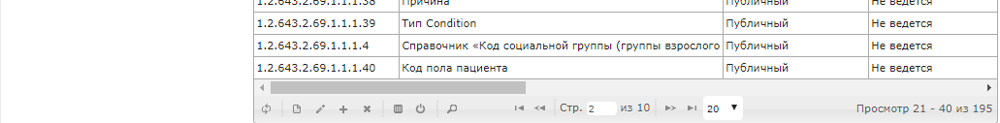 1.2.643.2.69.1.1.1.38 Причина Публичный Не ведется
1.2.643.2.69.1.1.1.39 Тип Condition Публичный Не ведется
1.2.643.2.69.1.1.1.4 Справочник «Код социальной группы (группы взрослого Публичный Не ведется
1.2.643.2.69.1.1.1.40 Код пола пациента Публичный Не ведется
Стр. 2 из 10 20 Просмотр 21 - 40 из 195